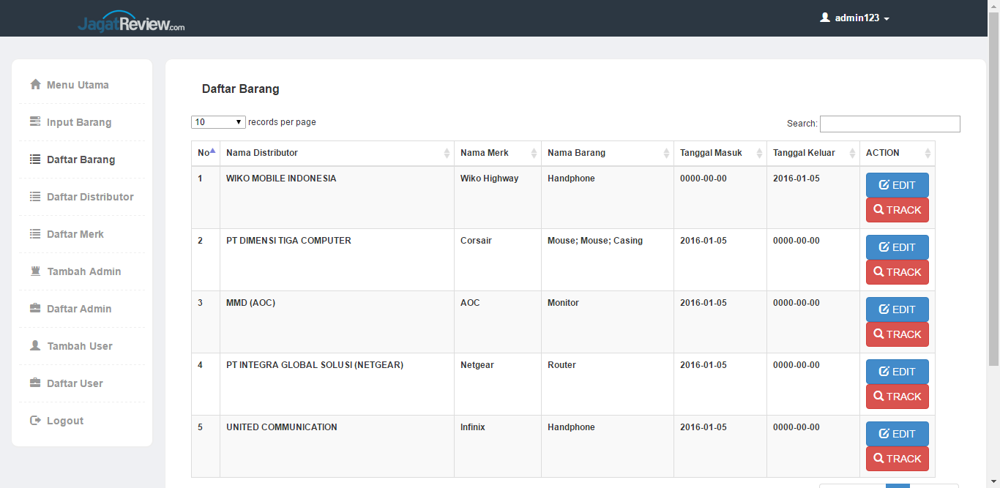 JagatReview.com
admin123
Menu Utama
Input Barang
Daftar Barang
Daftar Distributor
Daftar Merk
Tambah Admin
Daftar Admin
Tambah User
Daftar User
Logout
Daftar Barang
10 records per page
Search:
No Nama Distributor Nama Merk Nama Barang Tanggal Masuk Tanggal Keluar ACTION
1 WIKO MOBILE INDONESIA Wiko Highway Handphone 0000-00-00 2016-01-05 EDIT
TRACK
2 PT DIMENSI TIGA COMPUTER Corsair Mouse; Mouse; Casing 2016-01-05 0000-00-00 EDIT
TRACK
3 MMD (AOC) AOC Monitor 2016-01-05 0000-00-00 EDIT
TRACK
4 PT INTEGRA GLOBAL SOLUSI (NETGEAR) Netgear Router 2016-01-05 0000-00-00 EDIT
TRACK
5 UNITED COMMUNICATION Infinix Handphone 2016-01-05 0000-00-00 EDIT
TRACK